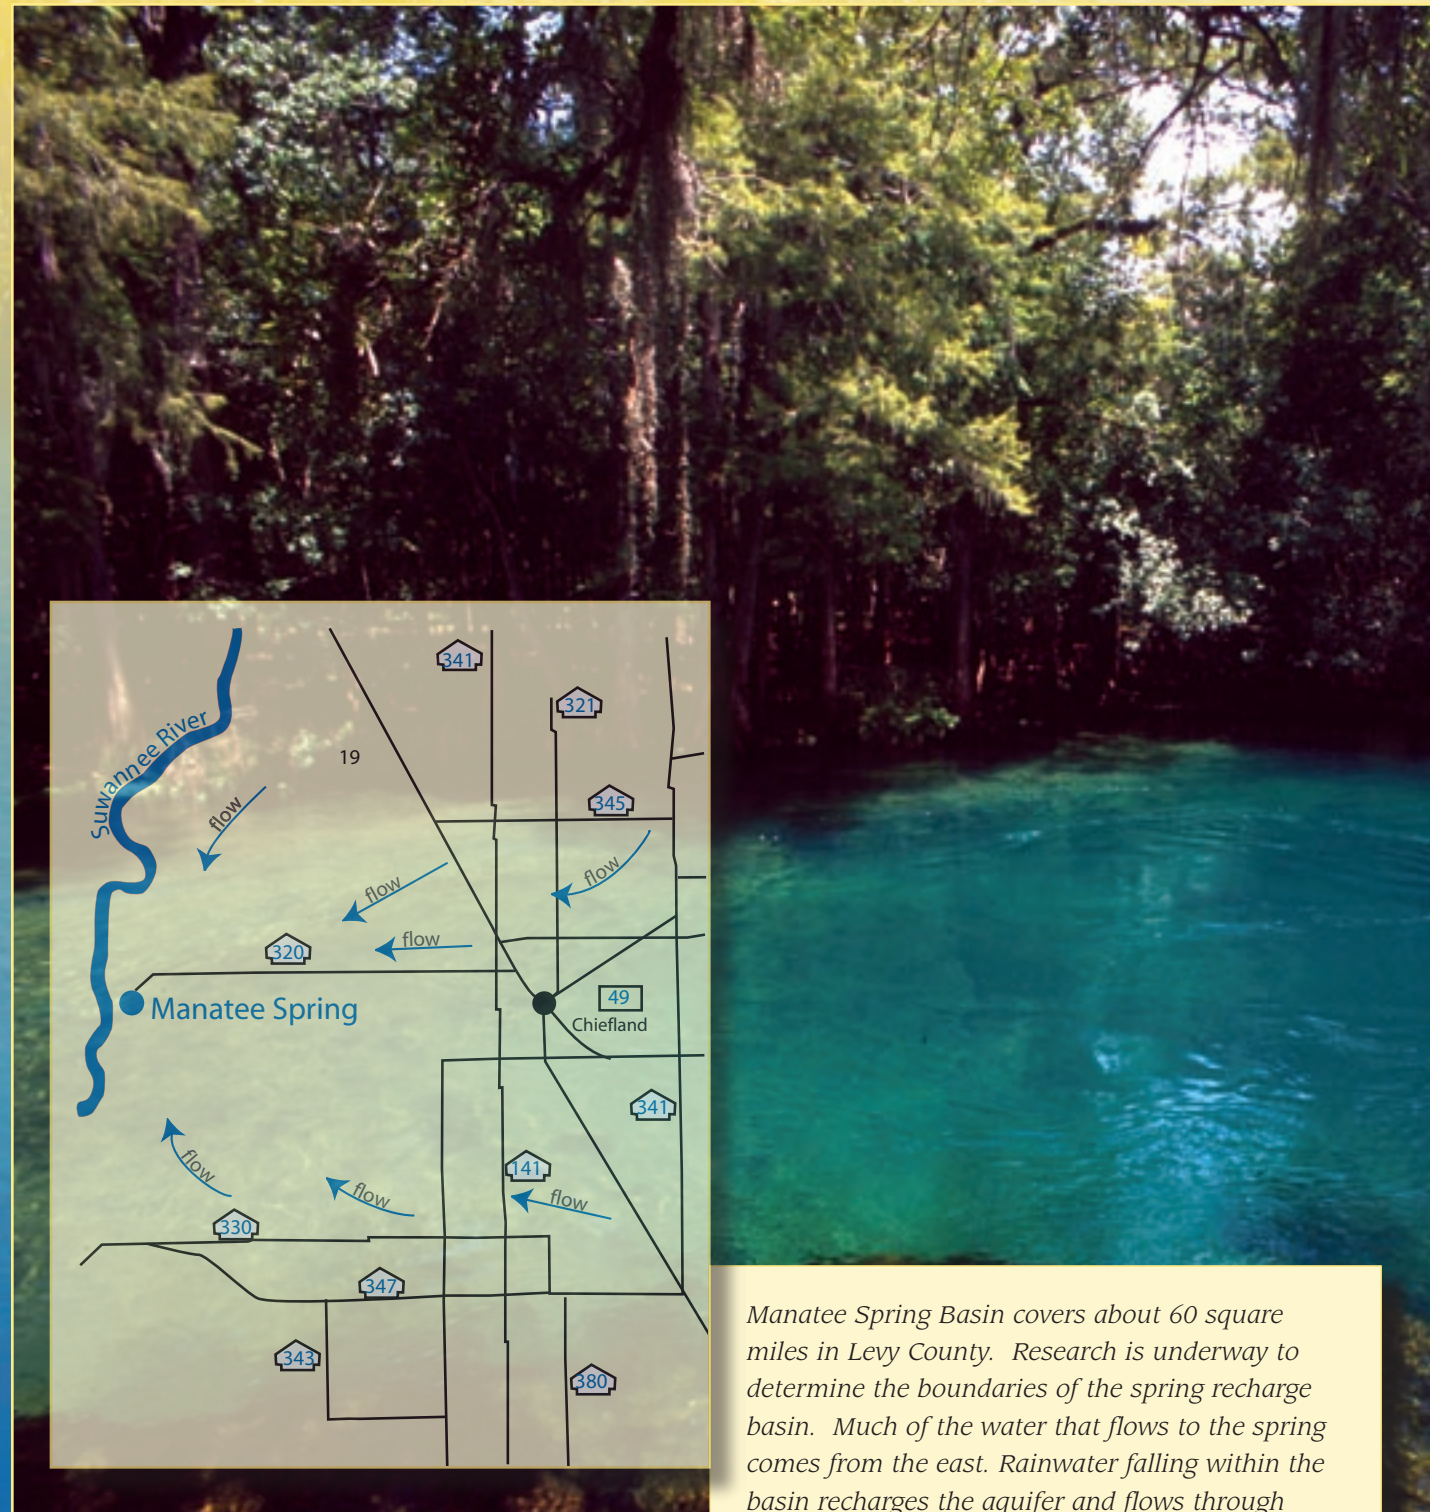 341
321
Suwannee River
19
345
flow
flow
flow
flow
320
49
Manatee Spring
Chiefland
341
141
flow
flow
flow
330
347
343
380
Manatee Spring Basin covers about 60 square
miles in Levy County.  Research is underway to
determine the boundaries of the spring recharge
basin.  Much of the water that flows to the spring
comes from the east. Rainwater falling within the
basin recharges the aquifer and flows through